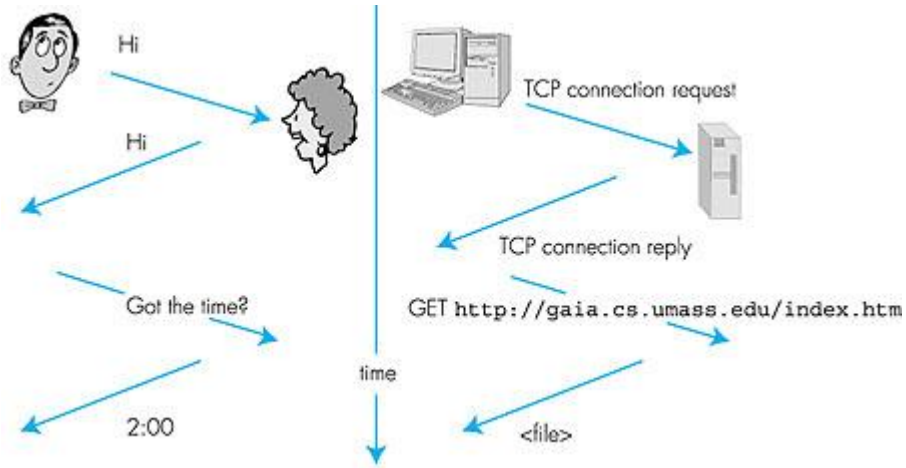 Hi
Hi
Got the time?
2:00
time
TCP connection request
TCP connection reply
GET http://gaia.cs.umass.edu/index.htm
<file>